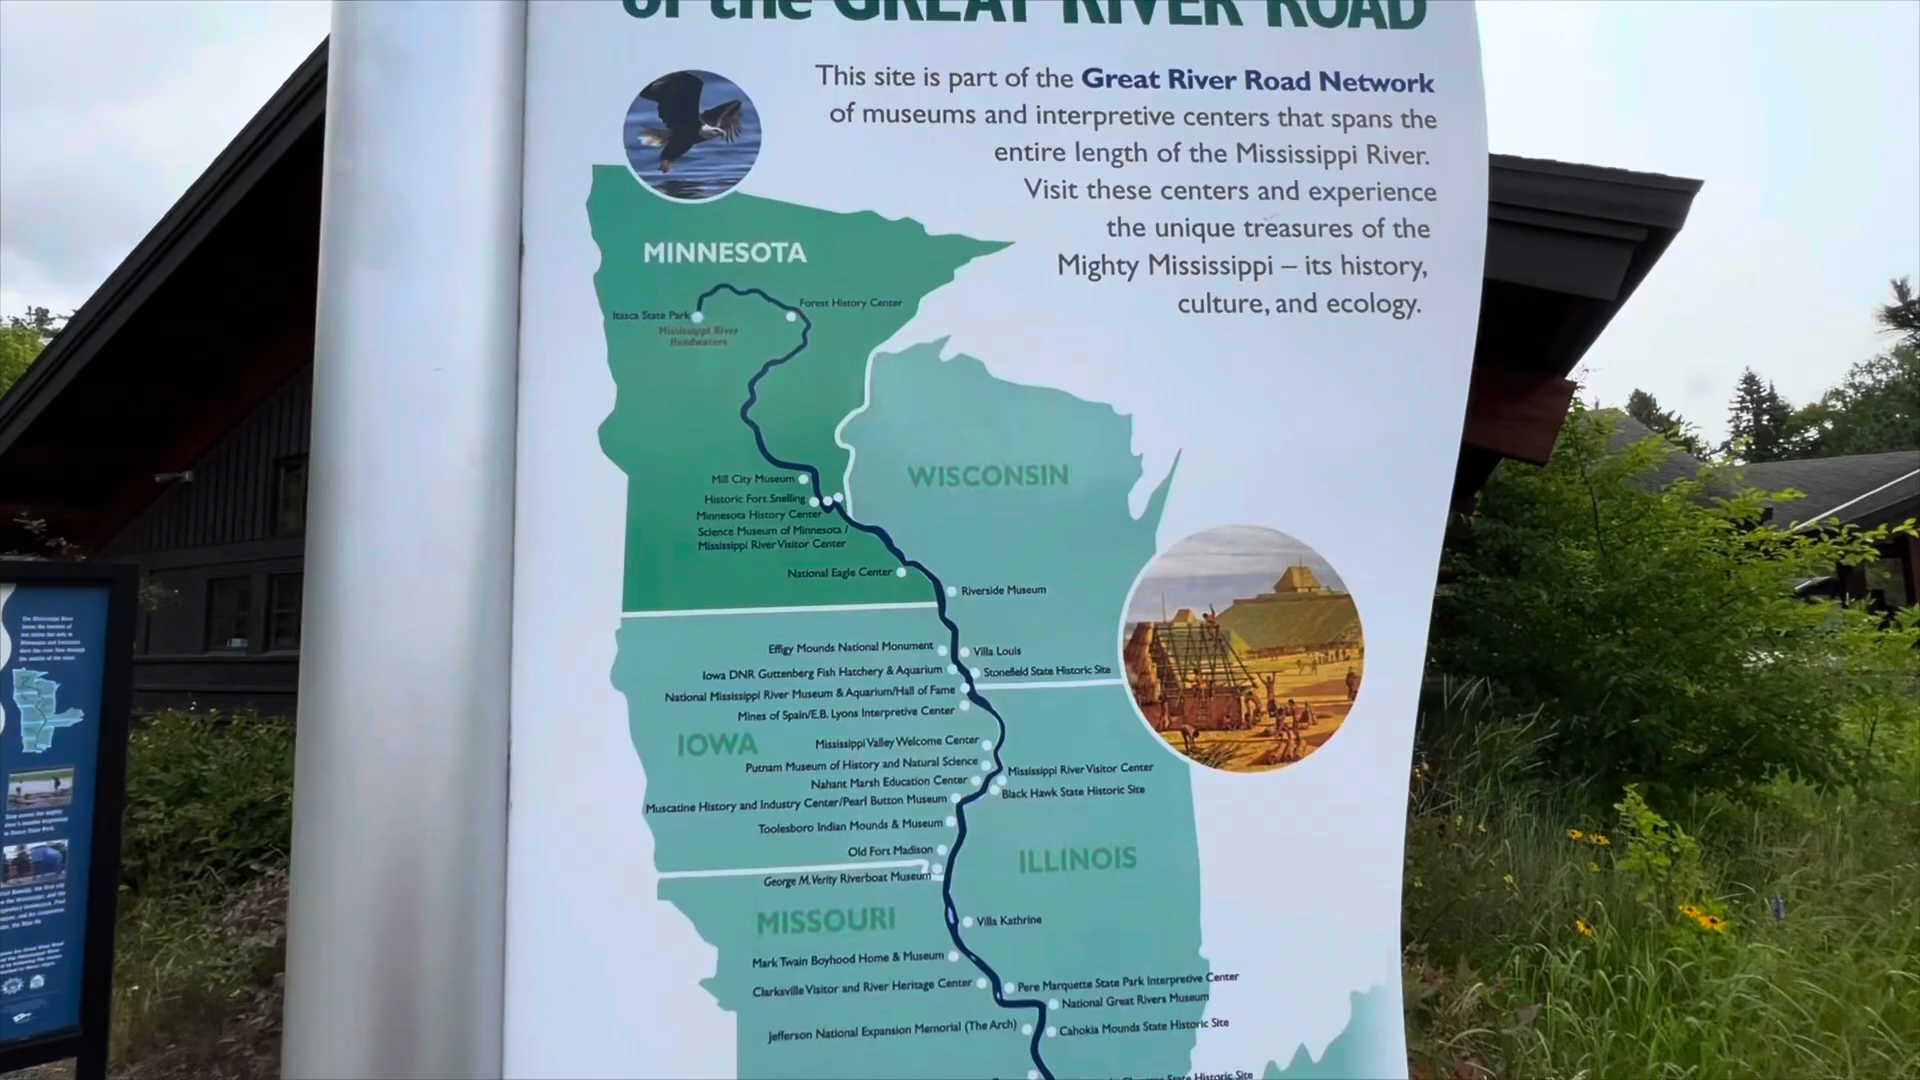 of the GREAT RIVER ROAD
This site is part of the Great River Road Network
of museums and interpretive centers that spans the
entire length of the Mississippi River.
Visit these centers and experience
the unique treasures of the
Mighty Mississippi – its history,
culture, and ecology.
MINNESOTA
Forest History Center
Itasca State Park
Mississippi River
Headwaters
WISCONSIN
Mill City Museum
Historic Fort Snelling
Minnesota History Center
Science Museum of Minnesota /
Mississippi River Visitor Center
National Eagle Center
Riverside Museum
Effigy Mounds National Monument
Villa Louis
Iowa DNR Guttenberg Fish Hatchery & Aquarium
Stonefield State Historic Site
National Mississippi River Museum & Aquarium/Hall of Fame
Mines of Spain/E.B. Lyons Interpretive Center
IOWA
Mississippi Valley Welcome Center
Putnam Museum of History and Natural Science
Mississippi River Visitor Center
Nahant Marsh Education Center
Black Hawk State Historic Site
Muscatine History and Industry Center/Pearl Button Museum
Toolesboro Indian Mounds & Museum
Old Fort Madison
ILLINOIS
George M. Verity Riverboat Museum
MISSOURI
Villa Kathrine
Mark Twain Boyhood Home & Museum
Clarksville Visitor and River Heritage Center
Pere Marquette State Park Interpretive Center
National Great Rivers Museum
Jefferson National Expansion Memorial (The Arch)
Cahokia Mounds State Historic Site
State Historic Site